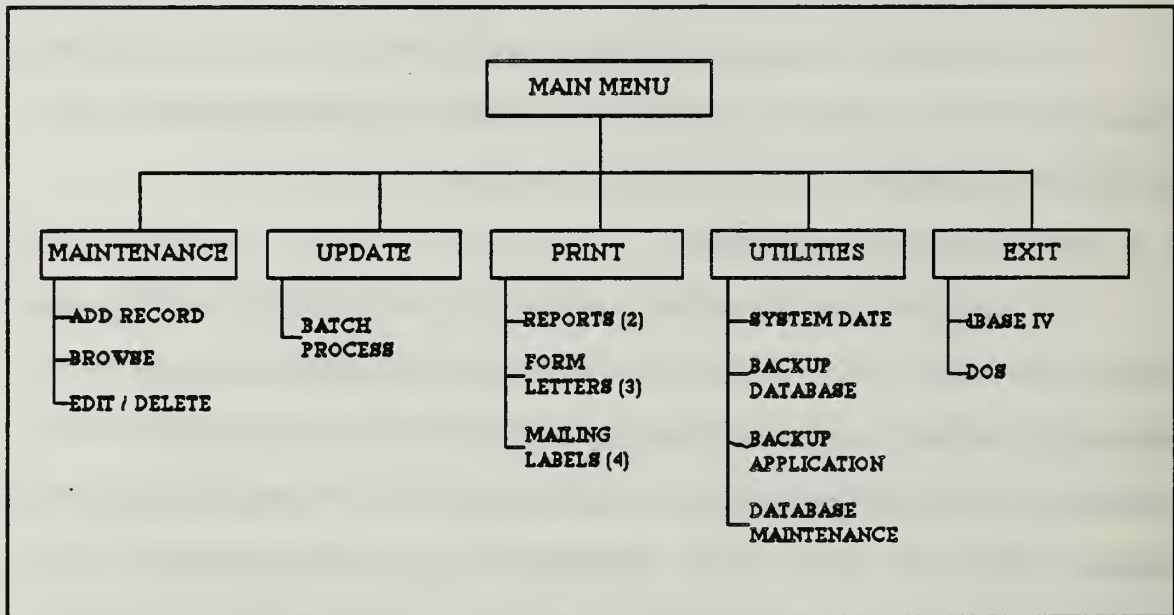 MAIN MENU
MAINTENANCE
ADD RECORD
BROWSE
EDIT / DELETE
UPDATE
BATCH
PROCESS
PRINT
REPORTS (2)
FORM
LETTERS (3)
MAILING
LABELS (4)
UTILITIES
SYSTEM DATE
BACKUP
DATABASE
BACKUP
APPLICATION
DATABASE
MAINTENANCE
EXIT
dBASE IV
DOS